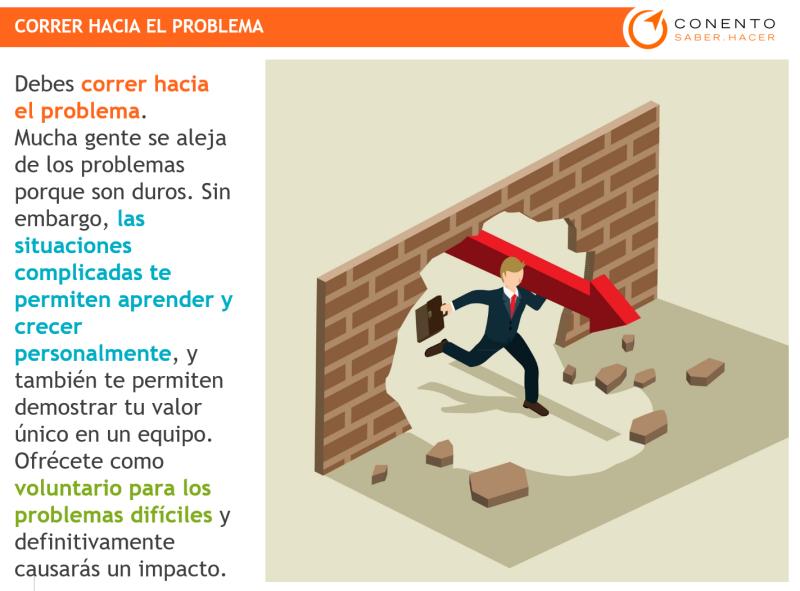 CORRER HACIA EL PROBLEMA
CONENTO
SABER.HACER
Debes correr hacia
el problema.
Mucha gente se aleja
de los problemas
porque son duros. Sin
embargo, las
situaciones
complicadas te
permiten aprender y
crecer
personalmente, y
también te permiten
demostrar tu valor
único en un equipo.
Ofrécete como
voluntario para los
problemas difíciles y
definitivamente
causarás un impacto.